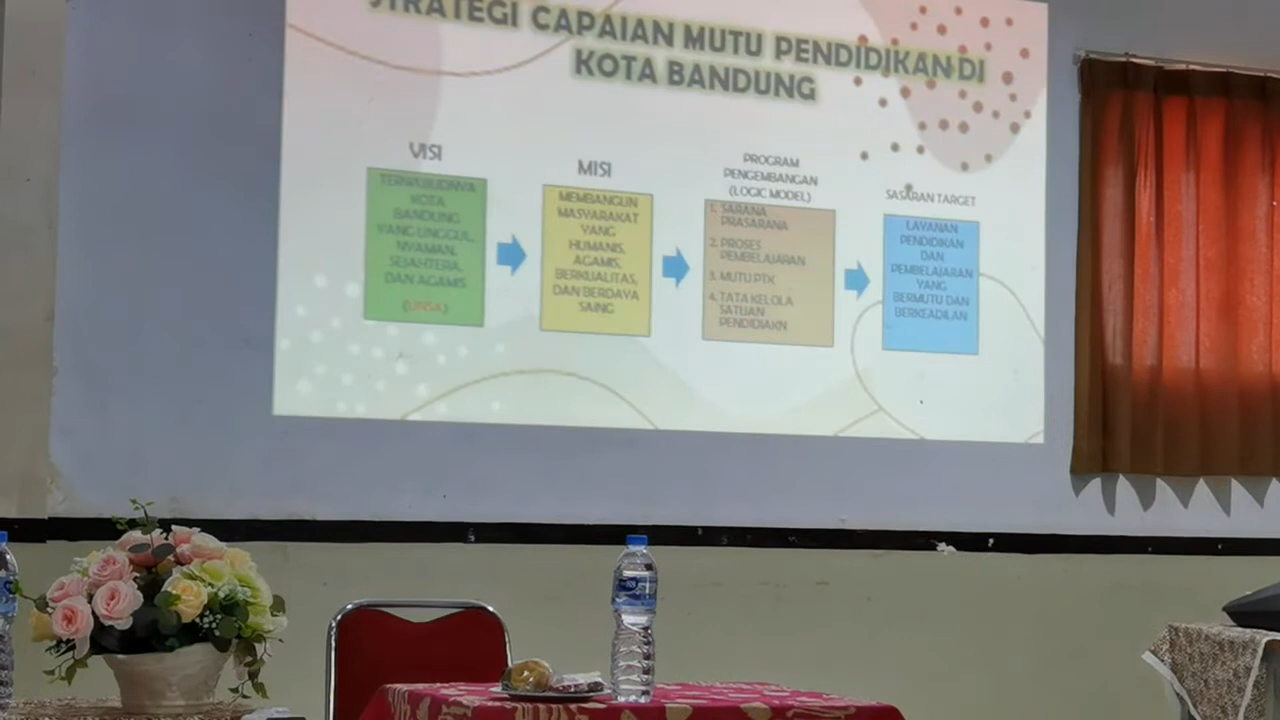 STRATEGI CAPAIAN MUTU PENDIDIKAN DI
KOTA BANDUNG
VISI
TERWUJUDNYA
KOTA
BANDUNG
YANG UNGGUL,
NYAMAN,
SEJAHTERA,
DAN AGAMIS
MISI
MEMBANGUN
MASYARAKAT
YANG
HUMANIS,
AGAMIS,
BERKUALITAS,
DAN BERDAYA
SAING
PROGRAM
PENGEMBANGAN
(LOGIC MODEL)
1. SARANA
PRASARANA
2. PROSES
PEMBELAJARAN
3. MUTU PTK
4. TATA KELOLA
SATUAN
PENDIDIAKN
SASARAN TARGET
LAYANAN
PENDIDIKAN
DAN
PEMBELAJARAN
YANG
BERMUTU DAN
BERKEADILAN